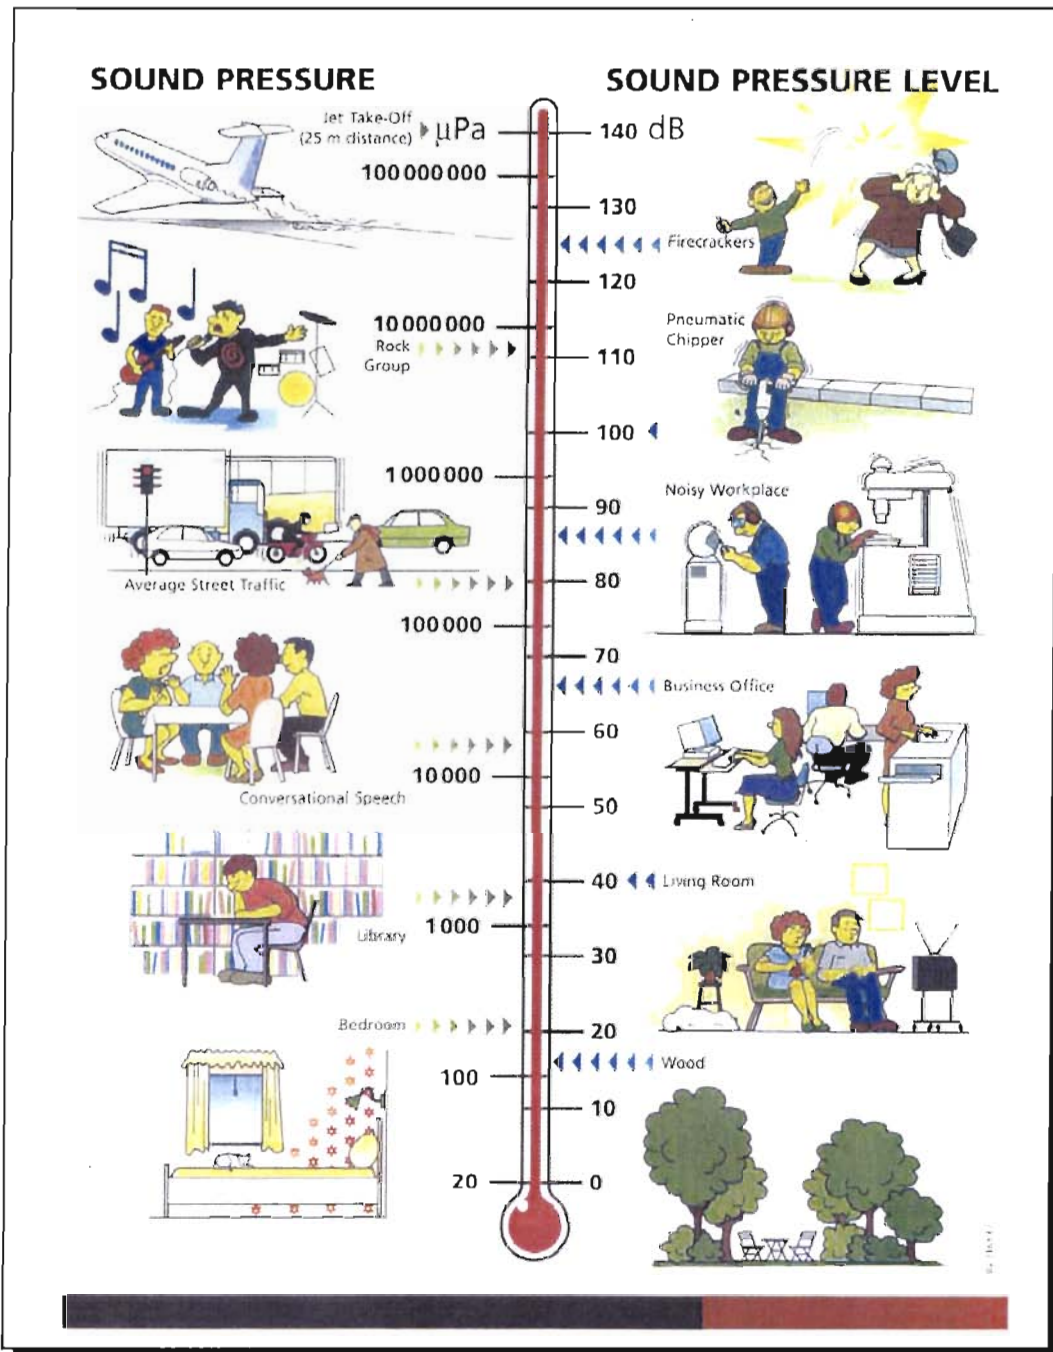 SOUND PRESSURE
SOUND PRESSURE LEVEL
Jet Take-Off
(25 m distance)
µPa
140 dB
100 000 000
130
Firecrackers
120
10 000 000
Rock
Group
Pneumatic
Chipper
110
100
1 000 000
Noisy Workplace
90
Average Street Traffic
80
100 000
70
Business Office
60
10 000
Conversational Speech
50
40
Living Room
Library
1 000
30
Bedroom
20
Wood
100
10
20
0